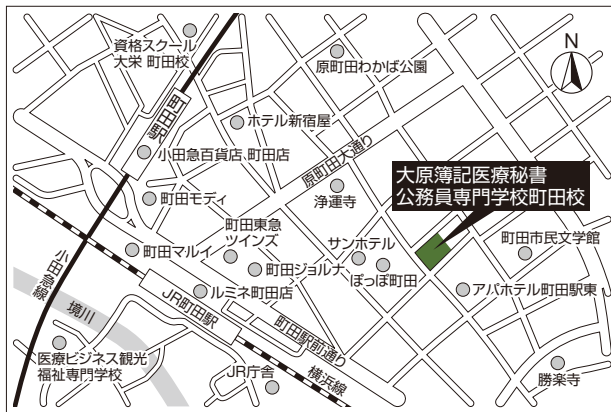 資格スクール
大栄 町田校
原町田わかば公園
N
町田駅
ホテル新宿屋
小田急百貨店、町田店
原町田大通り
大原簿記医療秘書
公務員専門学校町田校
浄運寺
町田モディ
町田東急
ツインズ
サンホテル
町田市民文学館
町田マルイ
町田ジョルナ
ぽっぽ町田
小田急線
ルミネ町田店
アパホテル町田駅東
境川
JR町田駅
町田駅前通り
医療ビジネス観光
福祉専門学校
横浜線
JR庁舎
勝楽寺